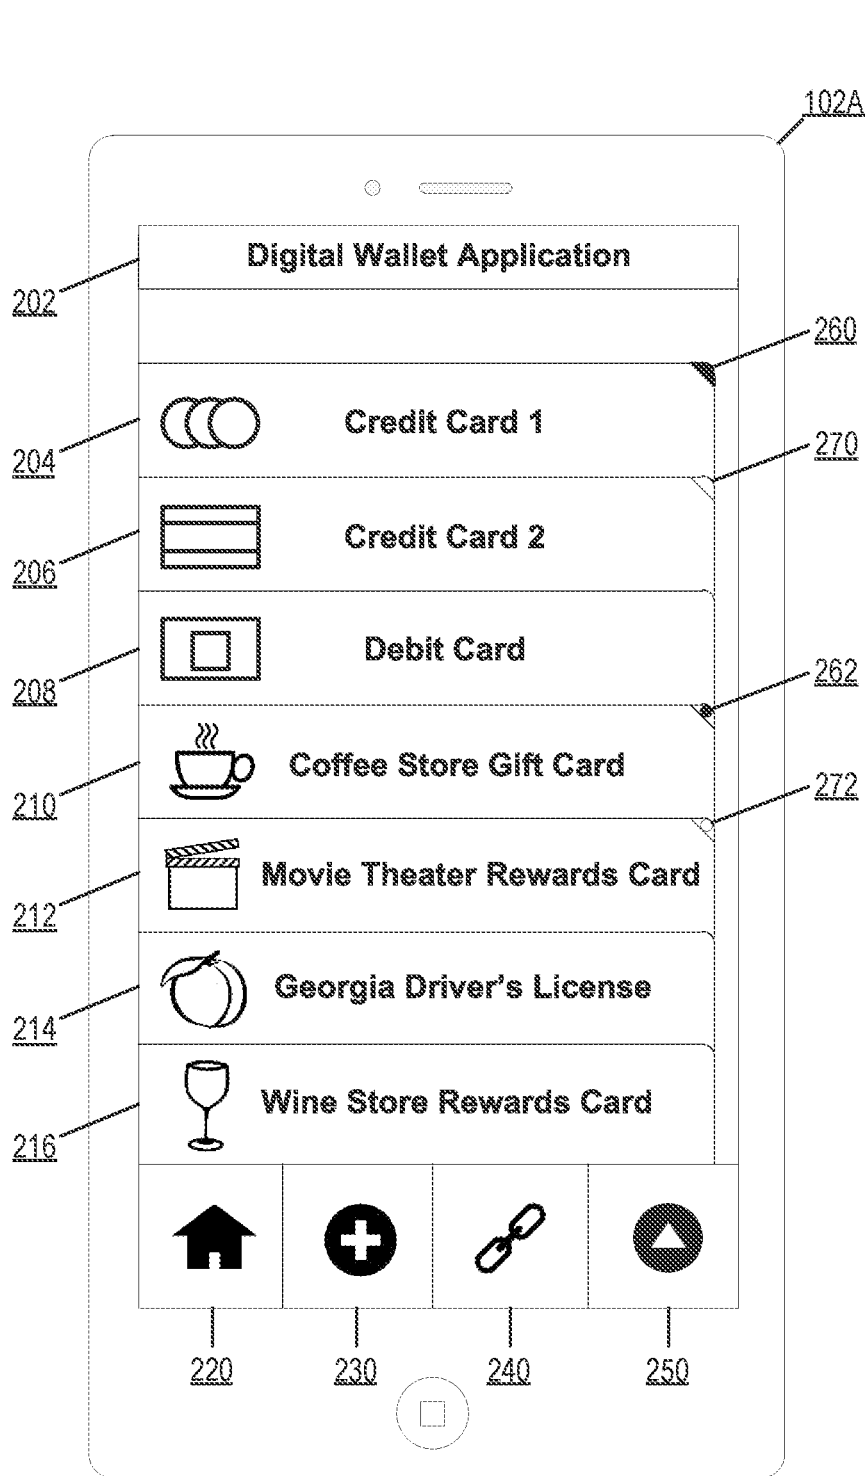 102A
Digital Wallet Application
202
260
Credit Card 1
204
270
Credit Card 2
206
Debit Card
208
262
Coffee Store Gift Card
210
272
Movie Theater Rewards Card
212
Georgia Driver's License
214
Wine Store Rewards Card
216
220 230 240 250